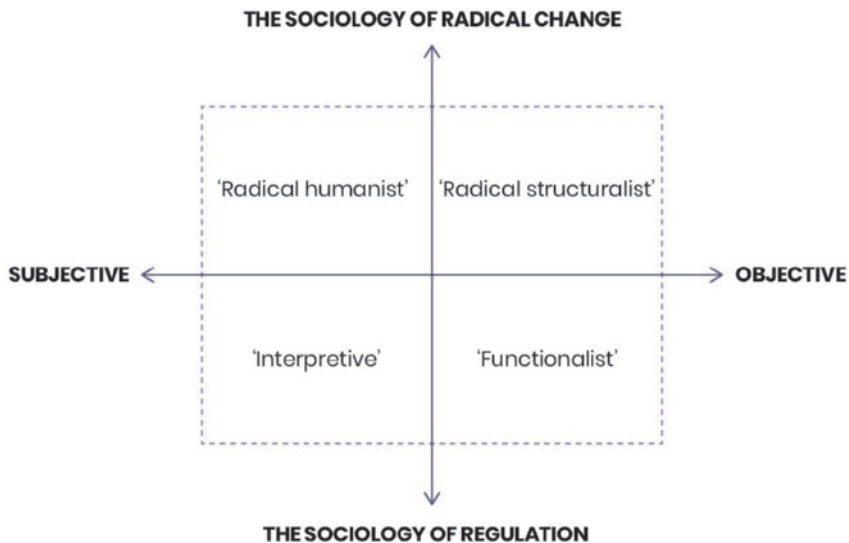 THE SOCIOLOGY OF RADICAL CHANGE
‘Radical humanist’
‘Radical structuralist’
SUBJECTIVE
OBJECTIVE
‘Interpretive’
‘Functionalist’
THE SOCIOLOGY OF REGULATION